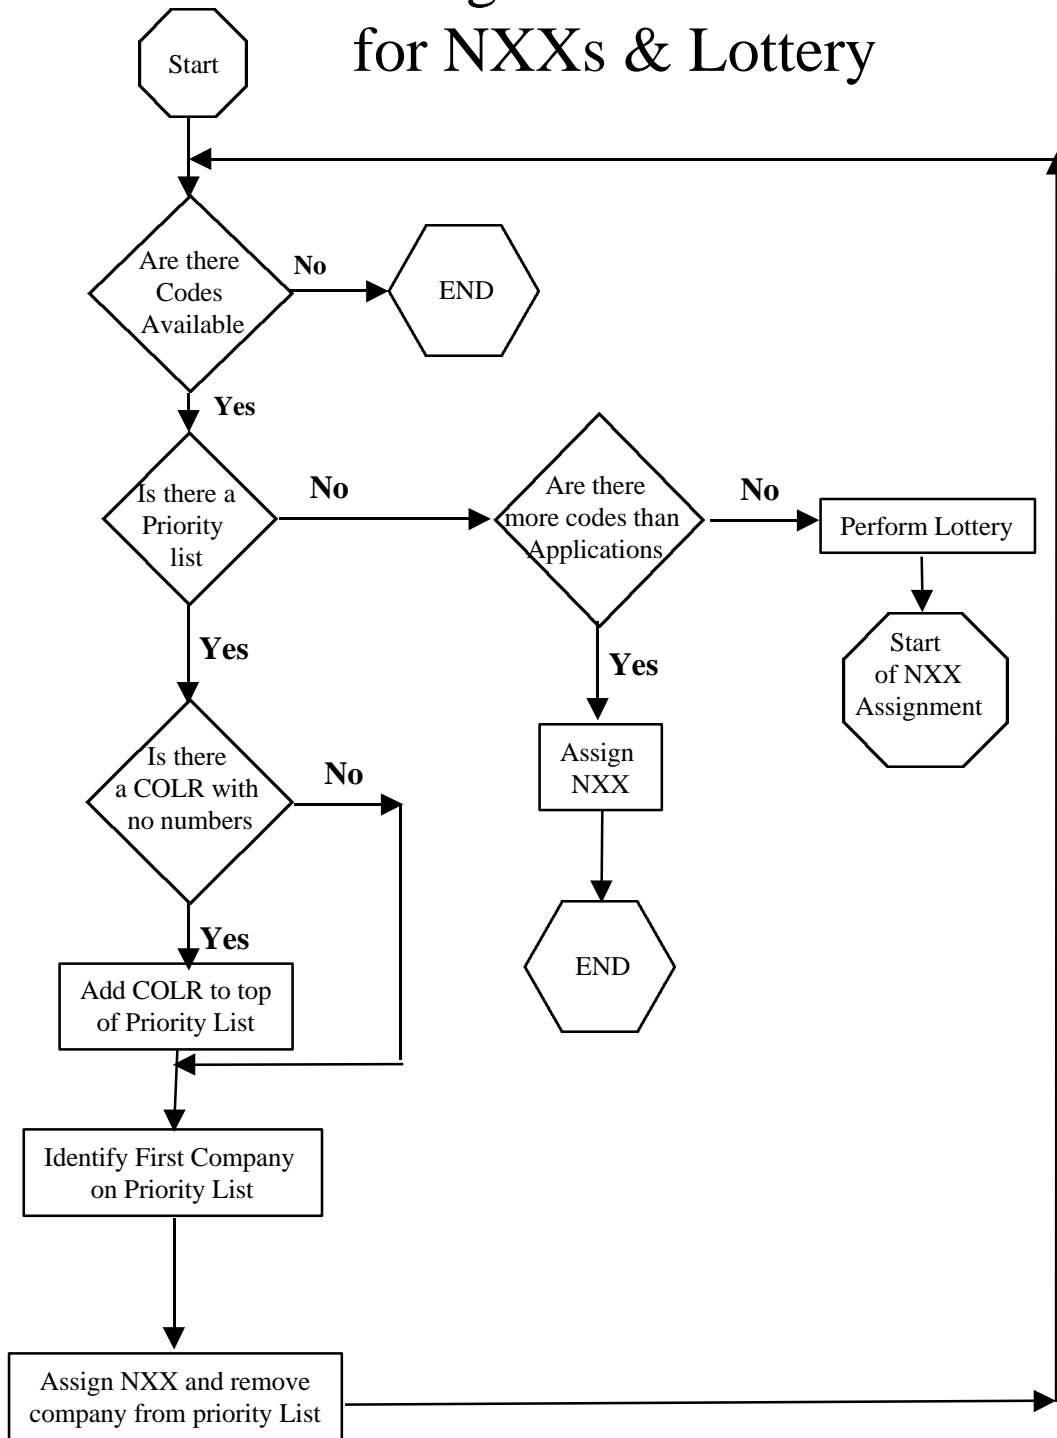 for NXXs & Lottery
Start
Are there
Codes
Available
No
END
Yes
Is there a
Priority
list
No
Are there
more codes than
Applications
No
Perform Lottery
Start
of NXX
Assignment
Yes
Yes
Assign
NXX
Is there
a COLR with
no numbers
No
END
Yes
Add COLR to top
of Priority List
Identify First Company
on Priority List
Assign NXX and remove
company from priority List